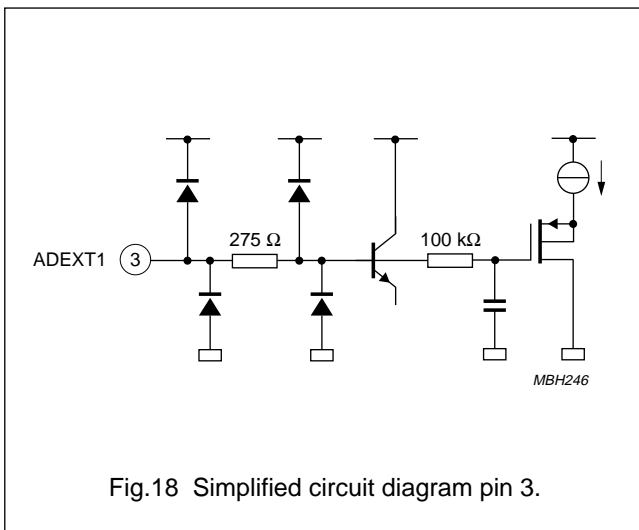 275 Ω
100 kΩ
ADEXT1 3
MBH246
Fig.18 Simplified circuit diagram pin 3.